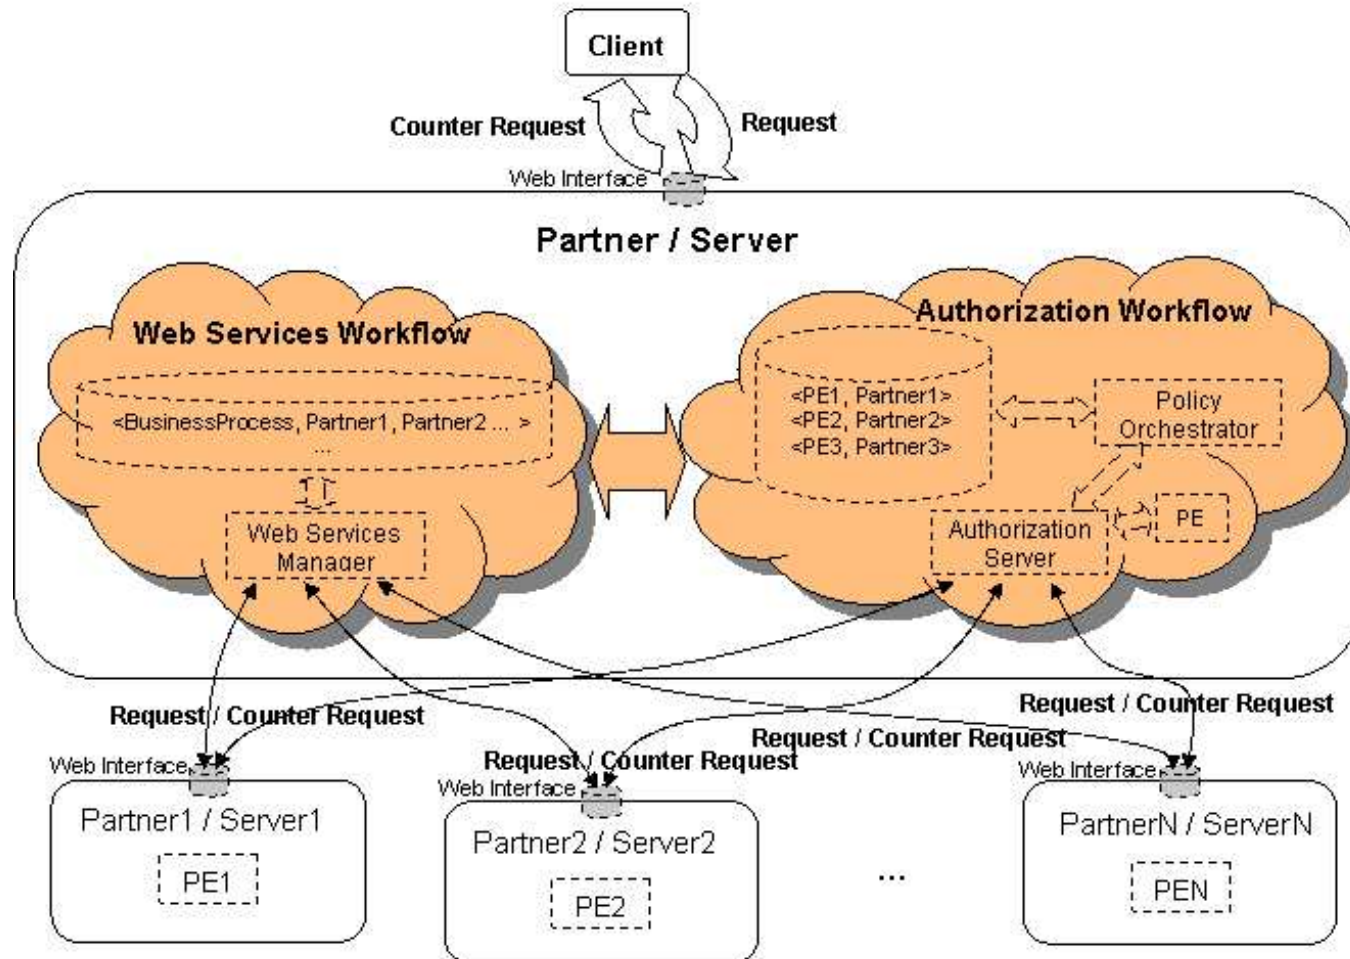 Client
Counter Request
Request
Web Interface
Partner / Server
Web Services Workflow
<BusinessProcess, Partner1, Partner2 ... >
...
Web Services
Manager
Authorization Workflow
<PE1, Partner1>
<PE2, Partner2>
<PE3, Partner3>
Policy
Orchestrator
Authorization
Server
PE
Request / Counter Request
Request / Counter Request
Request / Counter Request
Request / Counter Request
Web Interface
Partner1 / Server1
PE1
Web Interface
Partner2 / Server2
PE2
...
Web Interface
PartnerN / ServerN
PEN